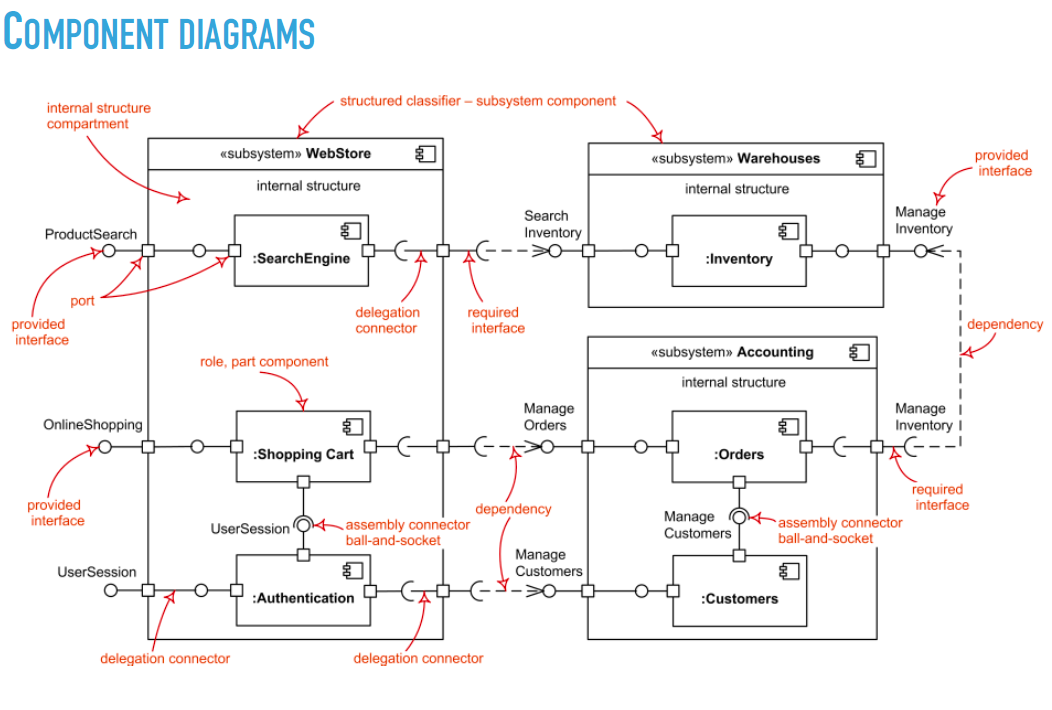 COMPONENT DIAGRAMS
structured classifier – subsystem component
internal structure
compartment
«subsystem» WebStore
internal structure
«subsystem» Warehouses
internal structure
provided
interface
ProductSearch
:SearchEngine
Search
Inventory
:Inventory
Manage
Inventory
port
provided
interface
delegation
connector
required
interface
dependency
role, part component
«subsystem» Accounting
internal structure
OnlineShopping
:Shopping Cart
Manage
Orders
:Orders
Manage
Inventory
provided
interface
required
interface
UserSession
assembly connector
ball-and-socket
dependency
Manage
Customers
assembly connector
ball-and-socket
UserSession
:Authentication
Manage
Customers
:Customers
delegation connector
delegation connector